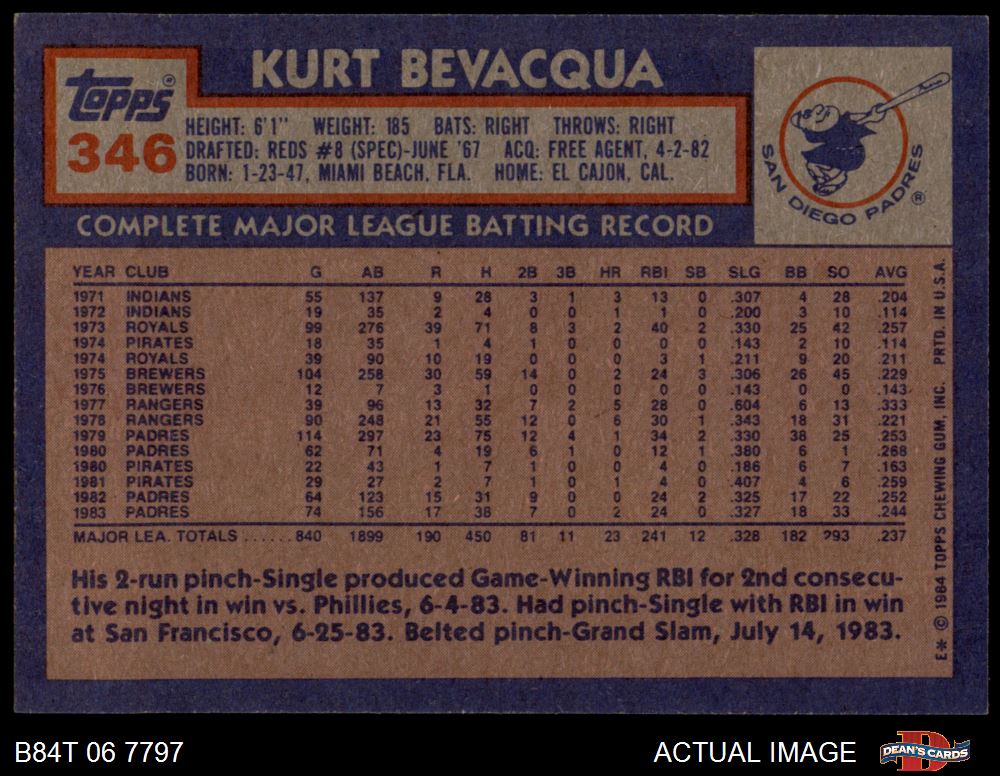 KURT BEVACQUA
Topps®
346
HEIGHT: 6'1" WEIGHT: 185 BATS: RIGHT THROWS: RIGHT
DRAFTED: REDS #8 (SPEC)-JUNE '67 ACQ: FREE AGENT, 4-2-82
BORN: 1-23-47, MIAMI BEACH, FLA. HOME: EL CAJON, CAL.
SAN DIEGO PADRES®
COMPLETE MAJOR LEAGUE BATTING RECORD
YEAR CLUB G AB R H 2B 3B HR RBI SB SLG BB SO AVG
1971 INDIANS 55 137 9 28 3 1 3 13 0 .307 4 28 .204
1972 INDIANS 19 35 2 4 0 0 1 1 0 .200 3 10 .114
1973 ROYALS 99 276 39 71 8 3 2 40 2 .330 25 42 .257
1974 PIRATES 18 35 1 4 1 0 0 0 0 .143 2 10 .114
1974 ROYALS 39 90 10 19 0 0 0 3 1 .211 9 20 .211
1975 BREWERS 104 258 30 59 14 0 2 24 3 .306 26 45 .229
1976 BREWERS 12 7 3 1 0 0 0 0 0 .143 0 0 .143
1977 RANGERS 39 96 13 32 7 2 5 28 0 .604 6 13 .333
1978 RANGERS 90 248 21 55 12 0 6 30 1 .343 18 31 .221
1979 PADRES 114 297 23 75 12 4 1 34 2 .330 38 25 .253
1980 PADRES 62 71 4 19 6 1 0 12 1 .380 6 1 .268
1980 PIRATES 22 43 1 7 1 0 0 4 0 .186 6 7 .163
1981 PIRATES 29 27 2 7 1 0 1 4 0 .407 4 6 .259
1982 PADRES 64 123 15 31 9 0 0 24 2 .325 17 22 .252
1983 PADRES 74 156 17 38 7 0 2 24 0 .327 18 33 .244
MAJOR LEA. TOTALS ...... 840 1899 190 450 81 11 23 241 12 .328 182 293 .237
His 2-run pinch-Single produced Game-Winning RBI for 2nd consecu-
tive night in win vs. Phillies, 6-4-83. Had pinch-Single with RBI in win
at San Francisco, 6-25-83. Belted pinch-Grand Slam, July 14, 1983.
E* © 1984 TOPPS CHEWING GUM, INC. PRTD. IN U.S.A.
B84T 06 7797
ACTUAL IMAGE
D
DEAN'S CARDS